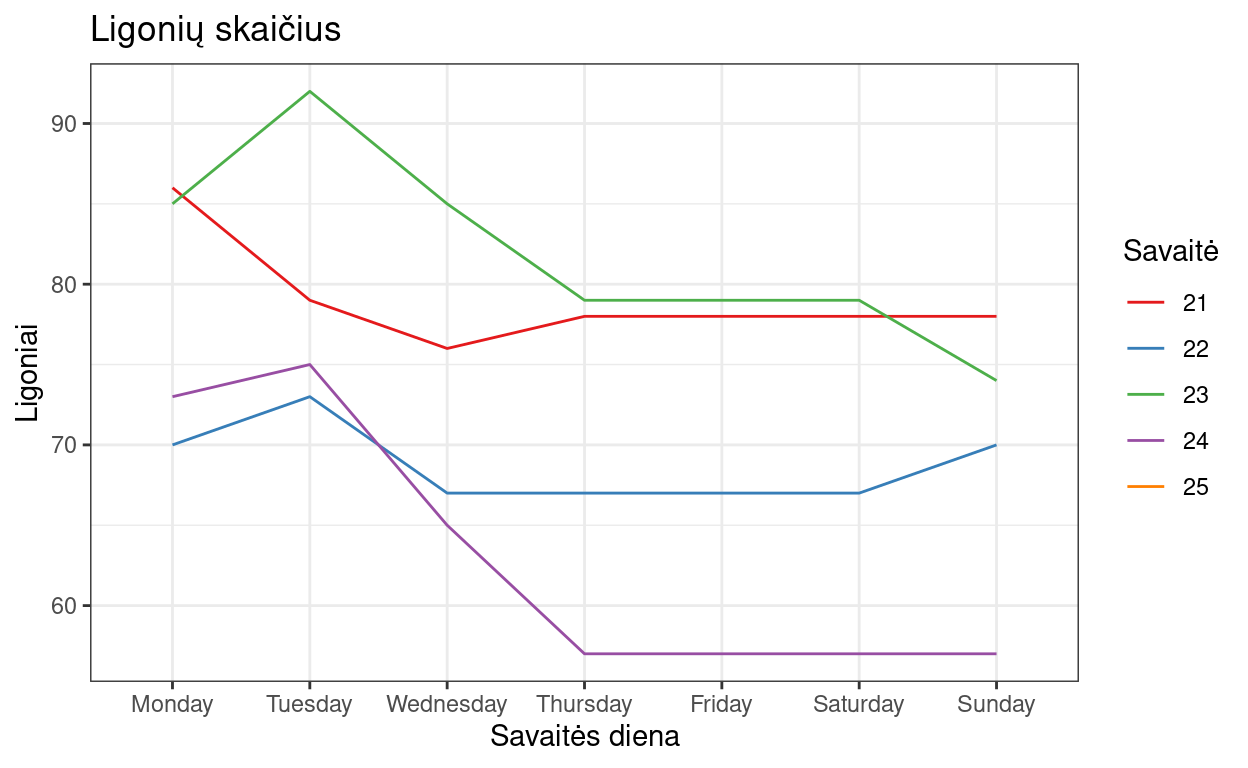 Ligonių skaičius
Ligoniai
90
80
70
60
Monday Tuesday Wednesday Thursday Friday Saturday Sunday
Savaitės diena
Savaitė
21
22
23
24
25